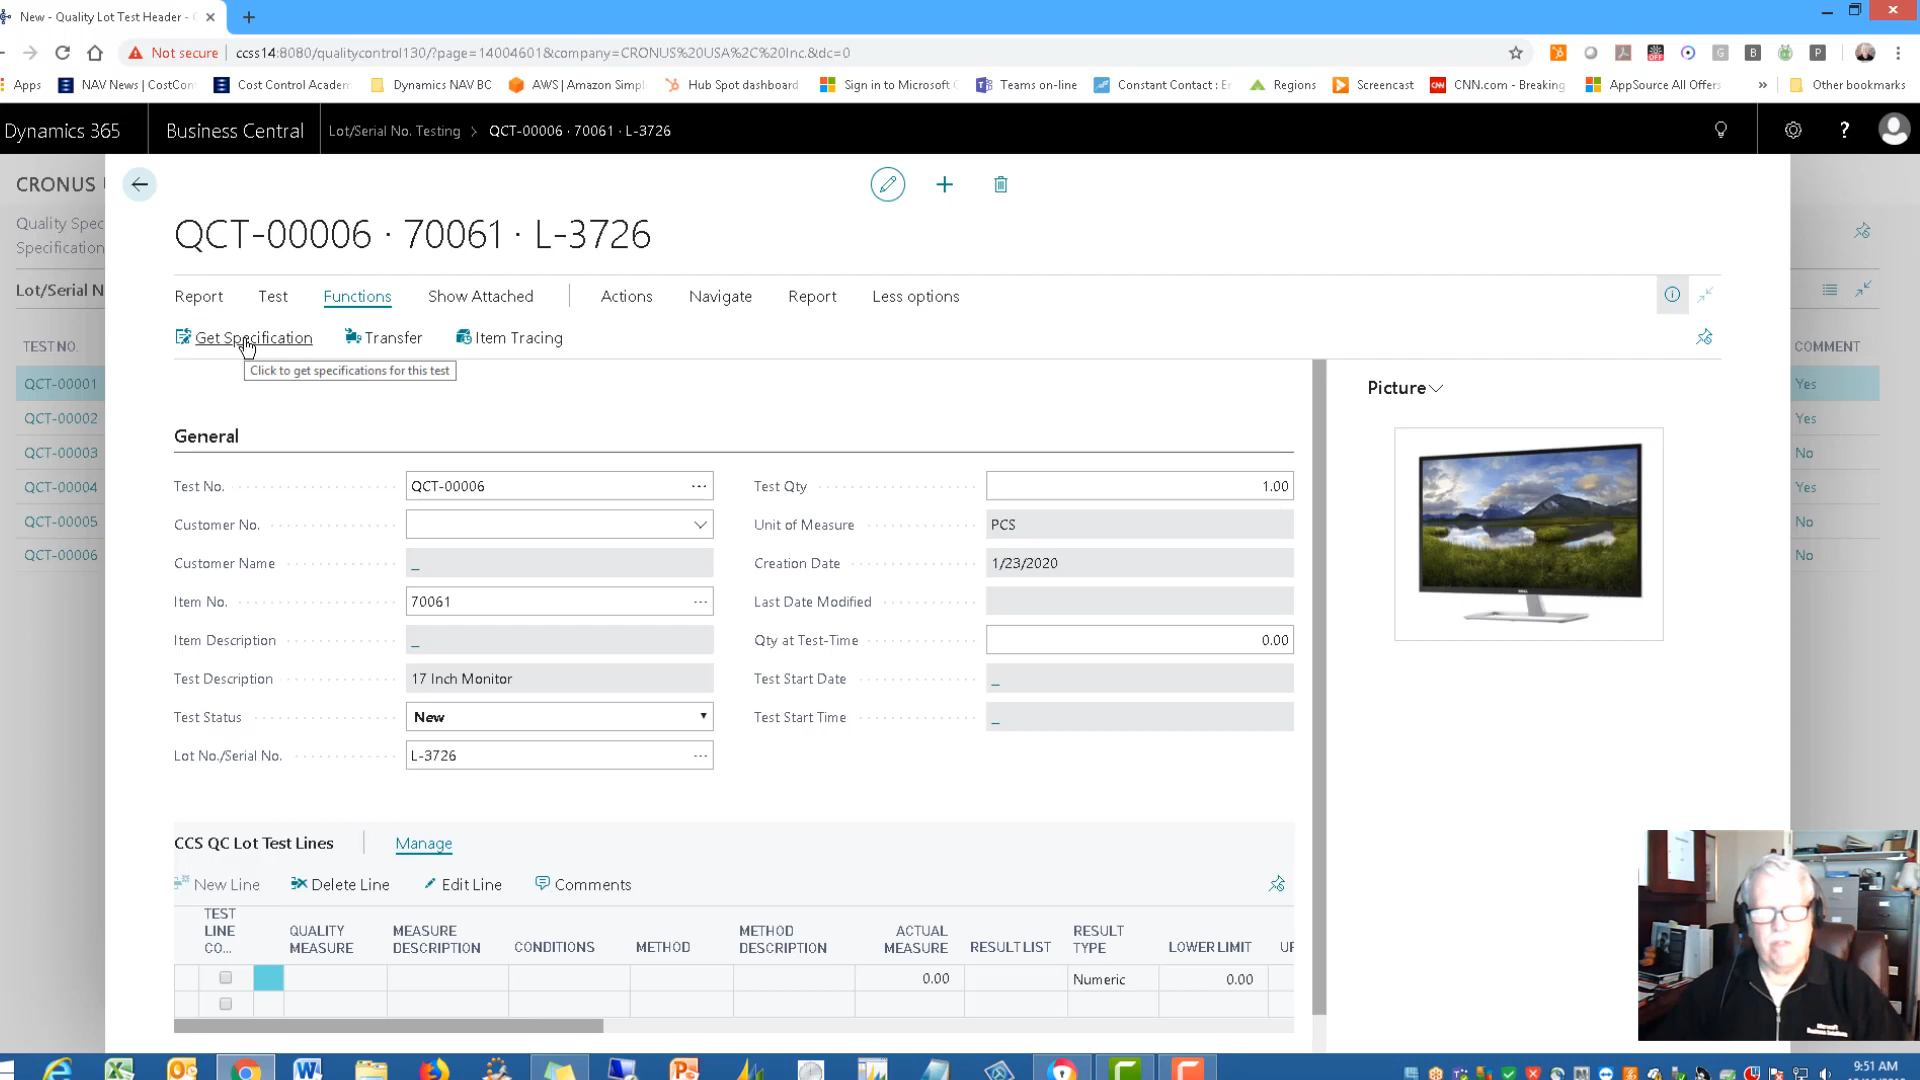 New - Quality Lot Test Header -
Not secure ccss14:8080/qualitycontrol130/?page=14004601&company=CRONUS%20USA%2C%20Inc.&dc=0
Apps NAV News | CostCon Cost Control Academ Dynamics NAV BC AWS | Amazon Simpl Hub Spot dashboard Sign in to Microsoft Teams on-line Constant Contact : E Regions Screencast CNN.com - Breaking AppSource All Offers » Other bookmarks
Dynamics 365 Business Central Lot/Serial No. Testing > QCT-00006 · 70061 · L-3726
CRONUS
Quality Spec
Specification
Lot/Serial N
TEST NO.
QCT-00001
QCT-00002
QCT-00003
QCT-00004
QCT-00005
QCT-00006
QCT-00006 · 70061 · L-3726
Report Test Functions Show Attached Actions Navigate Report Less options
Get Specification Transfer Item Tracing
Click to get specifications for this test
General
Test No. QCT-00006
Customer No.
Customer Name _
Item No. 70061
Item Description _
Test Description 17 Inch Monitor
Test Status New
Lot No./Serial No. L-3726
Test Qty 1.00
Unit of Measure PCS
Creation Date 1/23/2020
Last Date Modified
Qty at Test-Time 0.00
Test Start Date _
Test Start Time _
Picture
CCS QC Lot Test Lines Manage
New Line Delete Line Edit Line Comments
TEST LINE CO... QUALITY MEASURE MEASURE DESCRIPTION CONDITIONS METHOD METHOD DESCRIPTION ACTUAL MEASURE RESULT LIST RESULT TYPE LOWER LIMIT UP
0.00 Numeric 0.00
COMMENT
Yes
Yes
No
Yes
No
No
9:51 AM